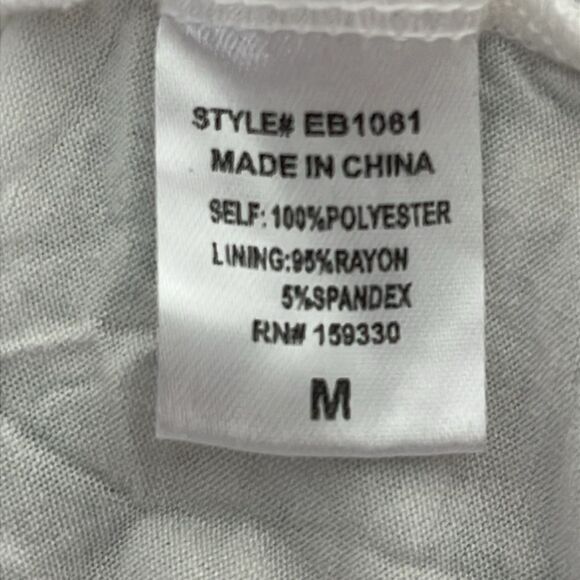 STYLE# EB1061
MADE IN CHINA
SELF: 100%POLYESTER
LINING:95%RAYON
5%SPANDEX
RN# 159330
M